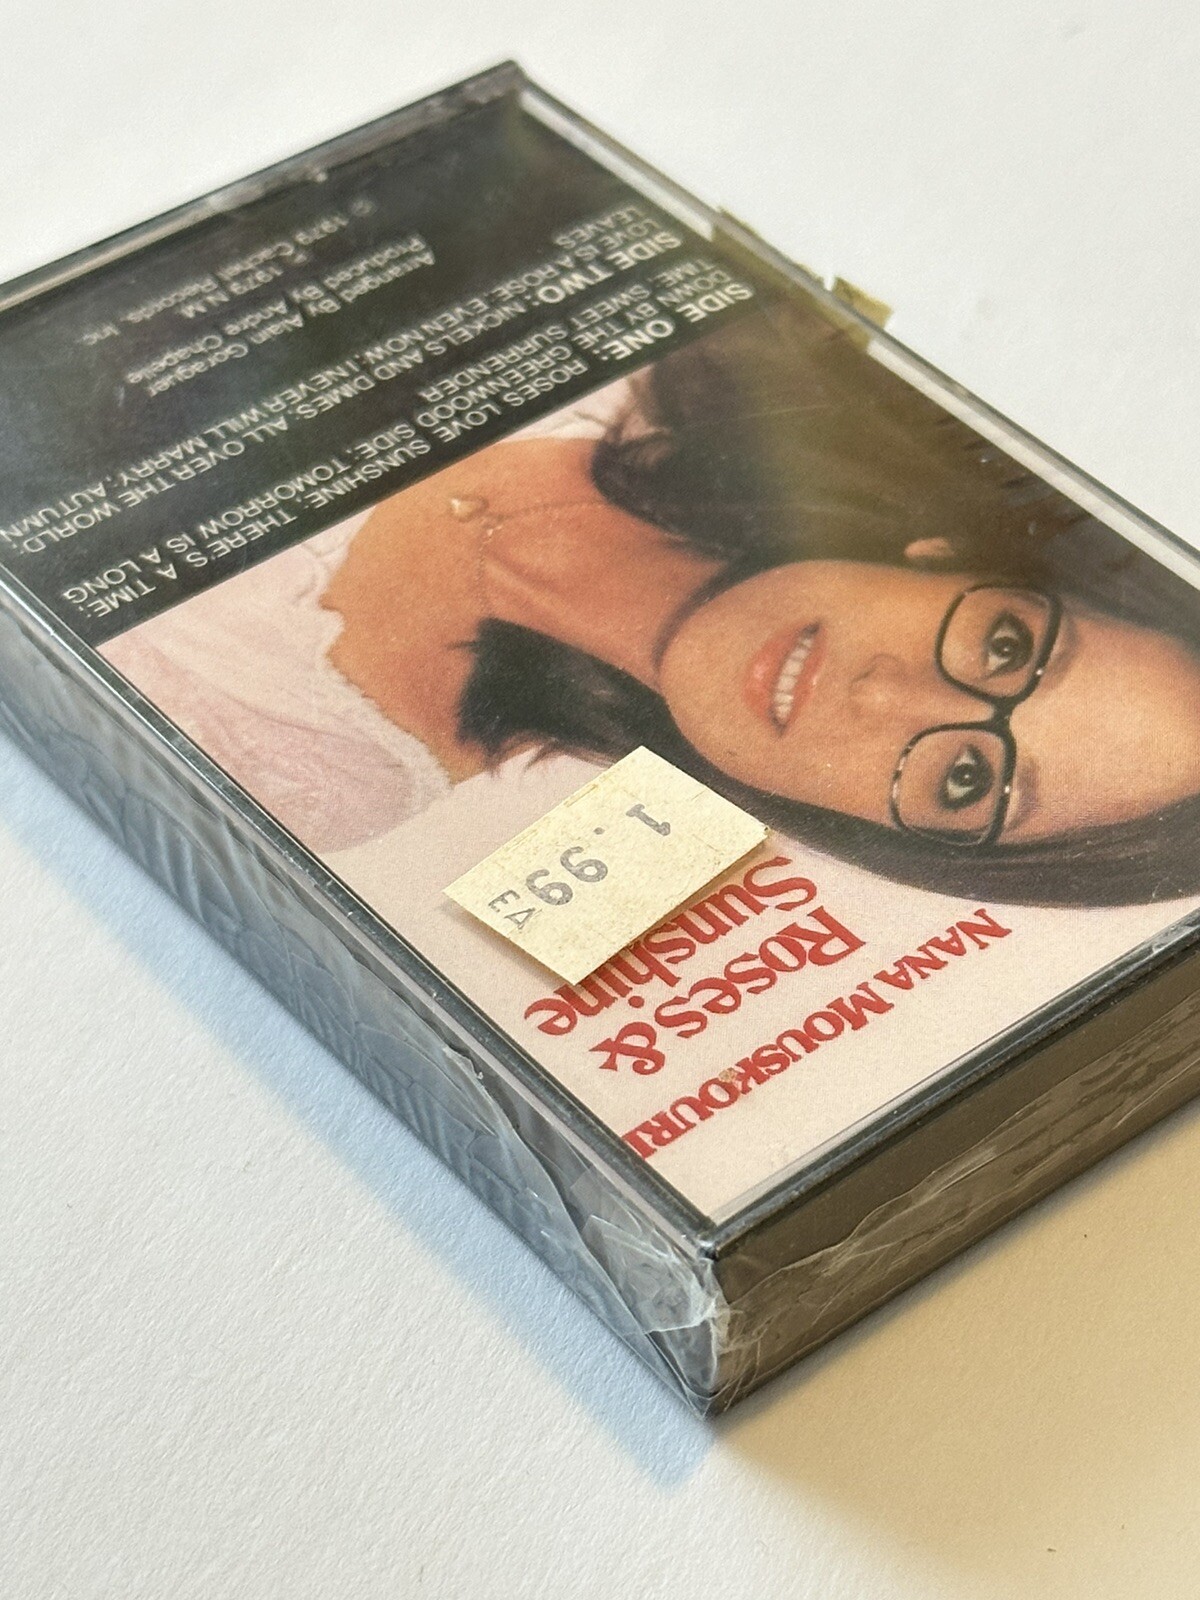 NANA MOUSKOURI
Roses &
Sunshine
1.99
EA
SIDE ONE: ROSES LOVE SUNSHINE: THERE'S A TIME:
DOWN BY THE GREENWOOD SIDE: TOMORROW IS A LONG
TIME: SWEET SURRENDER
SIDE TWO: NICKELS AND DIMES: ALL OVER THE WORLD:
LOVE IS A ROSE: EVEN NOW: I NEVER WILL MARRY: AUTUMN
LEAVES
Arranged By Alain Goraguer
Produced By André Chapelle
℗ 1979 N.M.
© 1979 Cachet Records, Inc.